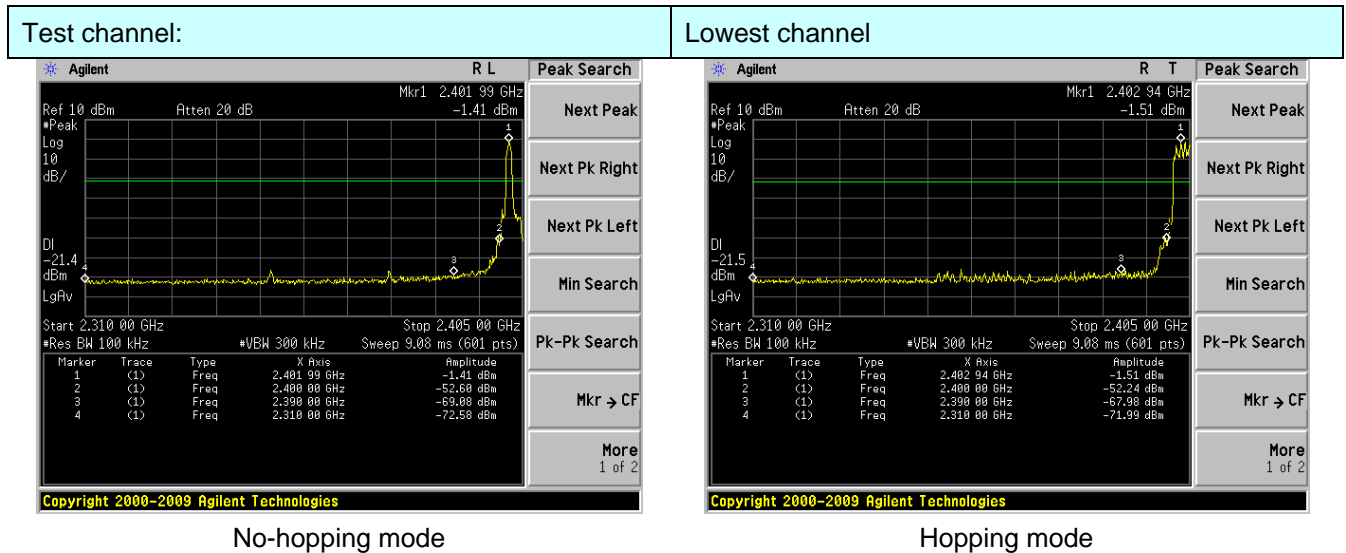 Test channel: Lowest channel
Agilent R L Peak Search
Mkr1 2.401 99 GHz
Ref 10 dBm Atten 20 dB -1.41 dBm
#Peak
Log
10
dB/
DI
-21.4
dBm
LgAv
1
2
3
4
Start 2.310 00 GHz Stop 2.405 00 GHz
#Res BW 100 kHz #VBW 300 kHz Sweep 9.08 ms (601 pts)
Marker Trace Type X Axis Amplitude
1 (1) Freq 2.401 99 GHz -1.41 dBm
2 (1) Freq 2.400 00 GHz -52.60 dBm
3 (1) Freq 2.390 00 GHz -69.08 dBm
4 (1) Freq 2.310 00 GHz -72.58 dBm
Next Peak
Next Pk Right
Next Pk Left
Min Search
Pk-Pk Search
Mkr → CF
More
1 of 2
Copyright 2000-2009 Agilent Technologies
No-hopping mode
Agilent R T Peak Search
Mkr1 2.402 94 GHz
Ref 10 dBm Atten 20 dB -1.51 dBm
#Peak
Log
10
dB/
DI
-21.5
dBm
LgAv
1
2
3
4
Start 2.310 00 GHz Stop 2.405 00 GHz
#Res BW 100 kHz #VBW 300 kHz Sweep 9.08 ms (601 pts)
Marker Trace Type X Axis Amplitude
1 (1) Freq 2.402 94 GHz -1.51 dBm
2 (1) Freq 2.400 00 GHz -52.24 dBm
3 (1) Freq 2.390 00 GHz -67.98 dBm
4 (1) Freq 2.310 00 GHz -71.99 dBm
Next Peak
Next Pk Right
Next Pk Left
Min Search
Pk-Pk Search
Mkr → CF
More
1 of 2
Copyright 2000-2009 Agilent Technologies
Hopping mode